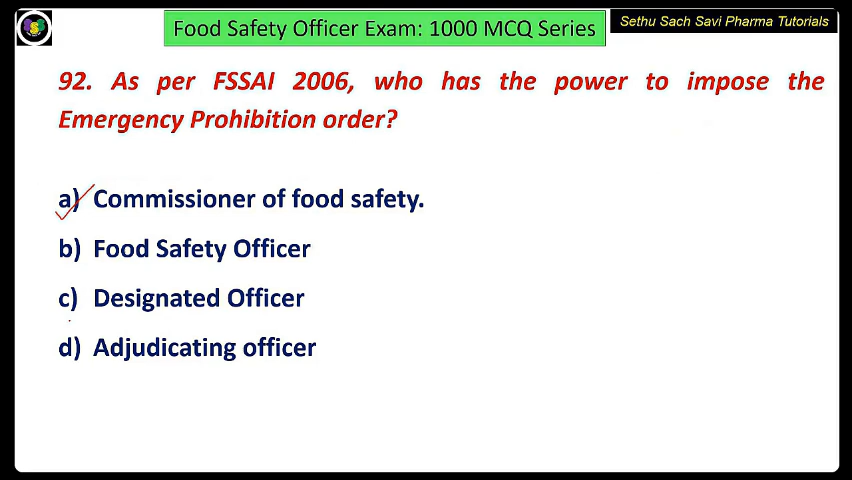 Food Safety Officer Exam: 1000 MCQ Series
Sethu Sach Savi Pharma Tutorials
92. As per FSSAI 2006, who has the power to impose the
Emergency Prohibition order?
a) Commissioner of food safety.
b) Food Safety Officer
c) Designated Officer
d) Adjudicating officer